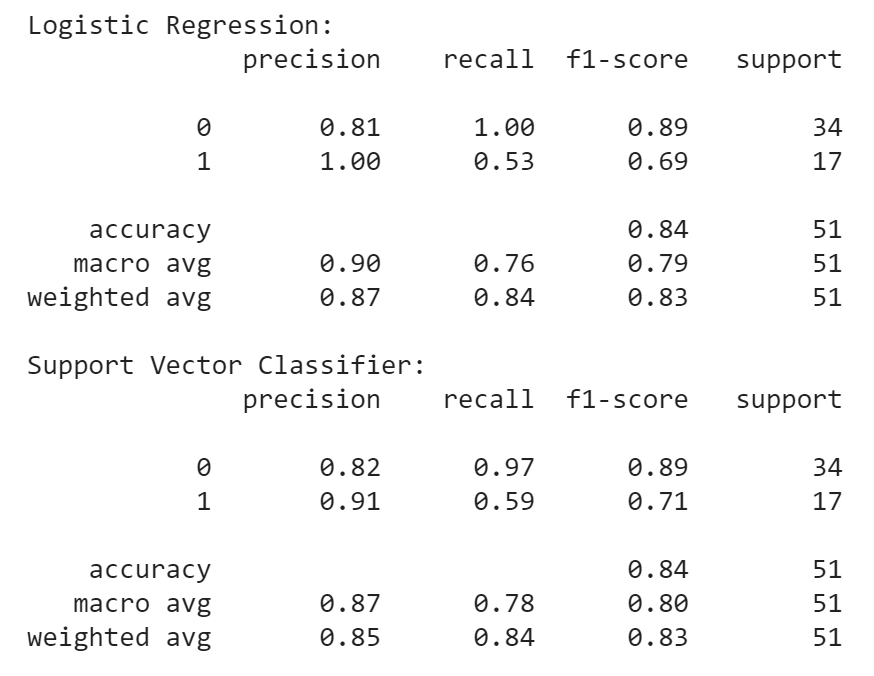 Logistic Regression:
precision recall f1-score support
0 0.81 1.00 0.89 34
1 1.00 0.53 0.69 17
accuracy 0.84 51
macro avg 0.90 0.76 0.79 51
weighted avg 0.87 0.84 0.83 51
Support Vector Classifier:
precision recall f1-score support
0 0.82 0.97 0.89 34
1 0.91 0.59 0.71 17
accuracy 0.84 51
macro avg 0.87 0.78 0.80 51
weighted avg 0.85 0.84 0.83 51